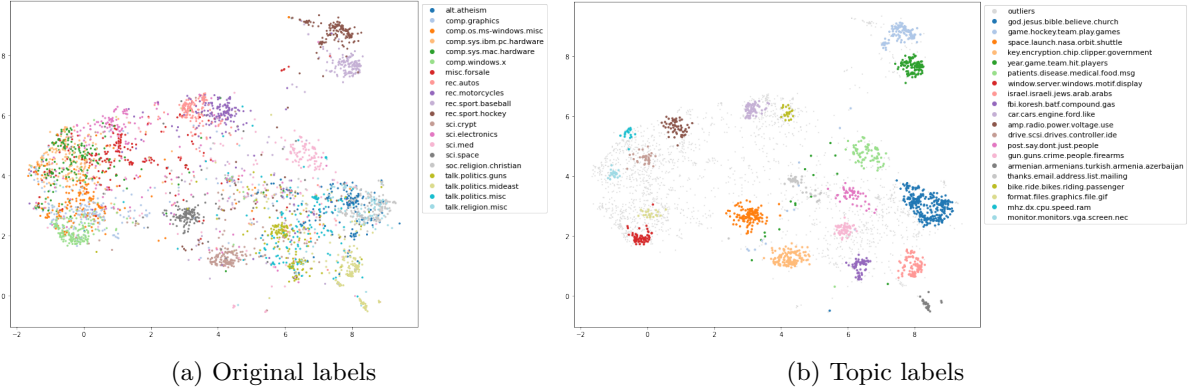 alt.atheism
comp.graphics
comp.os.ms-windows.misc
comp.sys.ibm.pc.hardware
comp.sys.mac.hardware
comp.windows.x
misc.forsale
rec.autos
rec.motorcycles
rec.sport.baseball
rec.sport.hockey
sci.crypt
sci.electronics
sci.med
sci.space
soc.religion.christian
talk.politics.guns
talk.politics.mideast
talk.politics.misc
talk.religion.misc
8
6
4
2
0
−2
0
2
4
6
8
(a) Original labels
outliers
god.jesus.bible.believe.church
game.hockey.team.play.games
space.launch.nasa.orbit.shuttle
key.encryption.chip.clipper.government
year.game.team.hit.players
patients.disease.medical.food.msg
window.server.windows.motif.display
israel.israeli.jews.arab.arabs
fbi.koresh.batf.compound.gas
car.cars.engine.ford.like
amp.radio.power.voltage.use
drive.scsi.drives.controller.ide
post.say.dont.just.people
gun.guns.crime.people.firearms
armenian.armenians.turkish.armenia.azerbaijan
thanks.email.address.list.mailing
bike.ride.bikes.riding.passenger
format.files.graphics.file.gif
mhz.dx.cpu.speed.ram
monitor.monitors.vga.screen.nec
8
6
4
2
0
−2
0
2
4
6
8
(b) Topic labels